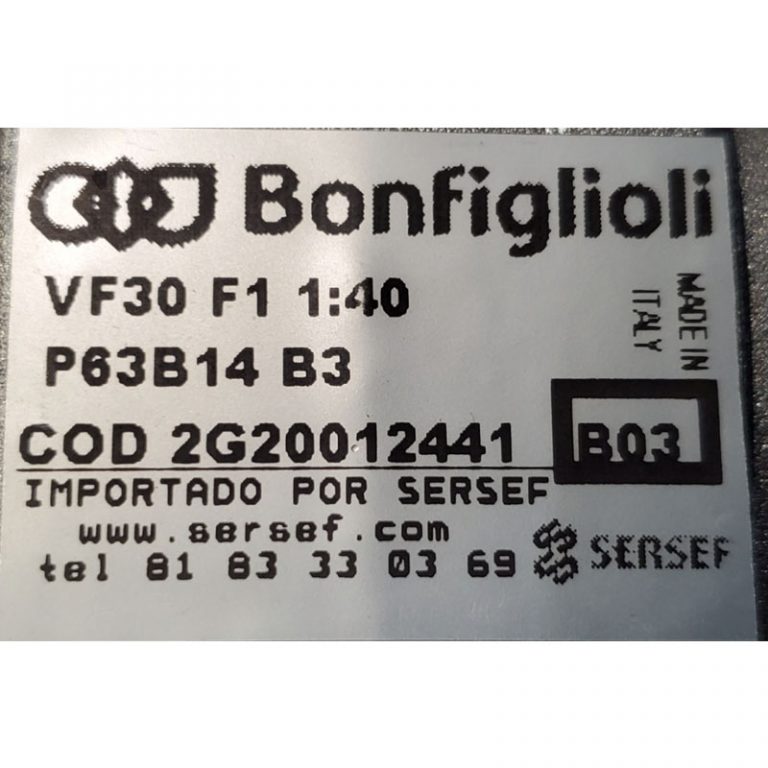 Bonfiglioli
VF30 F1 1:40
MADE IN
ITALY
P63B14 B3
COD 2G20012441
B03
IMPORTADO POR SERSEF
www.sersef.com
tel 81 83 33 03 69
SERSEF